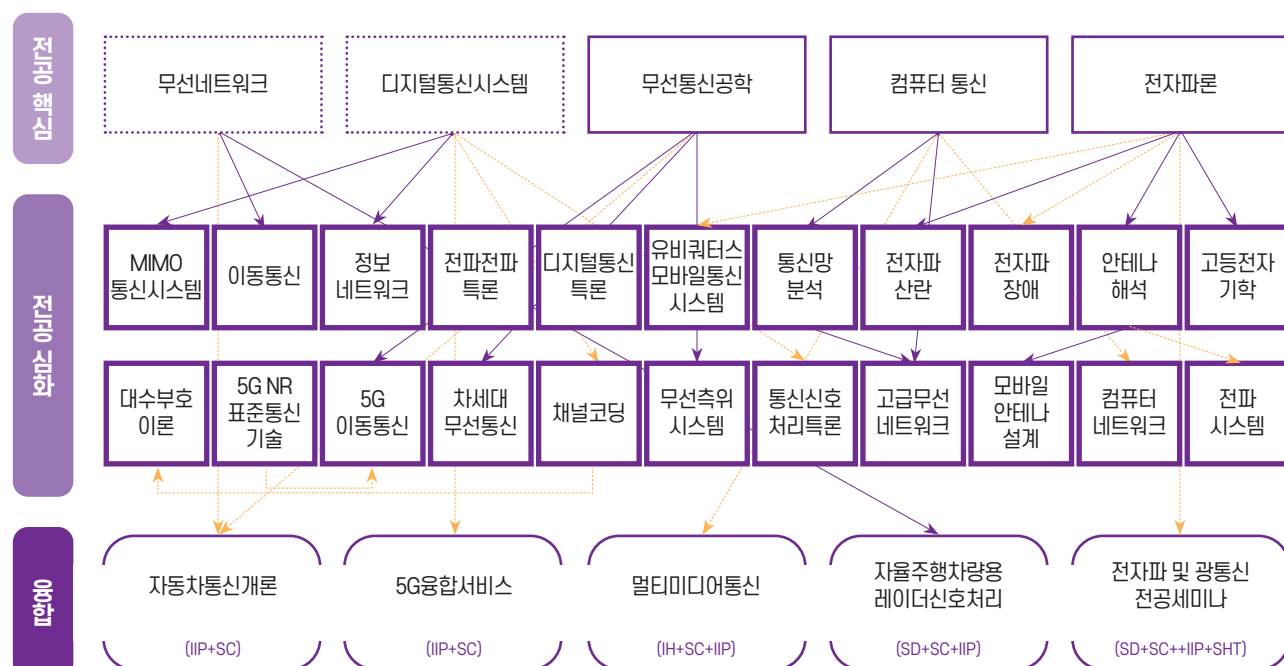 전공 핵심
무선네트워크
디지털통신시스템
무선통신공학
컴퓨터 통신
전자파론
전공 심화
MIMO
통신시스템
이동통신
정보
네트워크
전파전파
특론
디지털통신
특론
유비쿼터스
모바일통신
시스템
통신망
분석
전자파
산란
전자파
장애
안테나
해석
고등전자
기학
대수부호
이론
5G NR
표준통신
기술
5G
이동통신
차세대
무선통신
채널코딩
무선측위
시스템
통신신호
처리특론
고급무선
네트워크
모바일
안테나
설계
컴퓨터
네트워크
전파
시스템
융합
자동차통신개론
(IIP+SC)
5G융합서비스
(IIP+SC)
멀티미디어통신
(IH+SC+IIP)
자율주행차량용
레이더신호처리
(SD+SC+IIP)
전자파 및 광통신
전공세미나
(SD+SC++IIP+SHT)